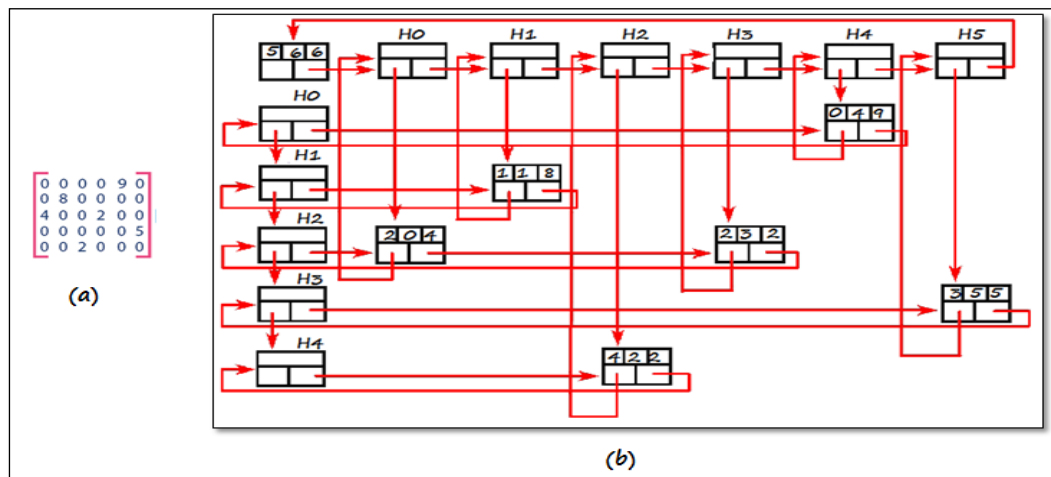 H0 H1 H2 H3 H4 H5
5 6 6
H0
0 4 9
H1
1 1 8
H2
2 0 4
2 3 2
H3
3 5 5
H4
4 2 2
0 0 0 0 9 0
0 8 0 0 0 0
4 0 0 2 0 0
0 0 0 0 0 5
0 0 2 0 0 0
(a)
(b)